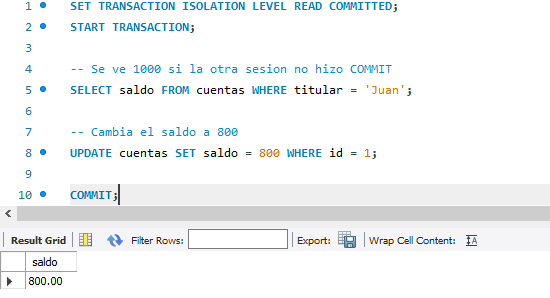 1 SET TRANSACTION ISOLATION LEVEL READ COMMITTED;
2 START TRANSACTION;
3
4 -- Se ve 1000 si la otra sesion no hizo COMMIT
5 SELECT saldo FROM cuentas WHERE titular = 'Juan';
6
7 -- Cambia el saldo a 800
8 UPDATE cuentas SET saldo = 800 WHERE id = 1;
9
10 COMMIT;
Result Grid Filter Rows: Export: Wrap Cell Content: IA
saldo
800.00